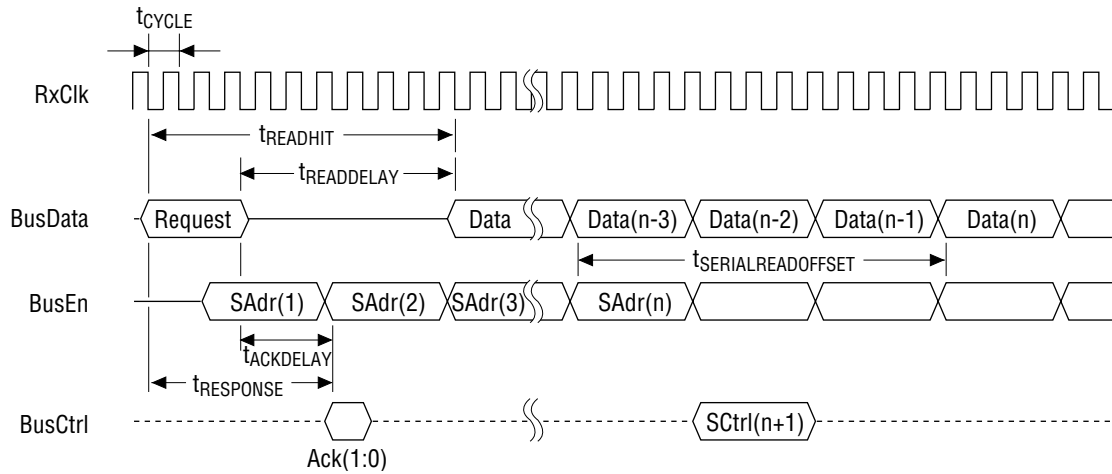 tCYCLE
RxClk
tREADHIT
tREADDELAY
BusData Request Data Data(n-3) Data(n-2) Data(n-1) Data(n)
tSERIALREADOFFSET
BusEn SAdr(1) SAdr(2) SAdr(3) SAdr(n)
tACKDELAY
tRESPONSE
BusCtrl SCtrl(n+1)
Ack(1:0)